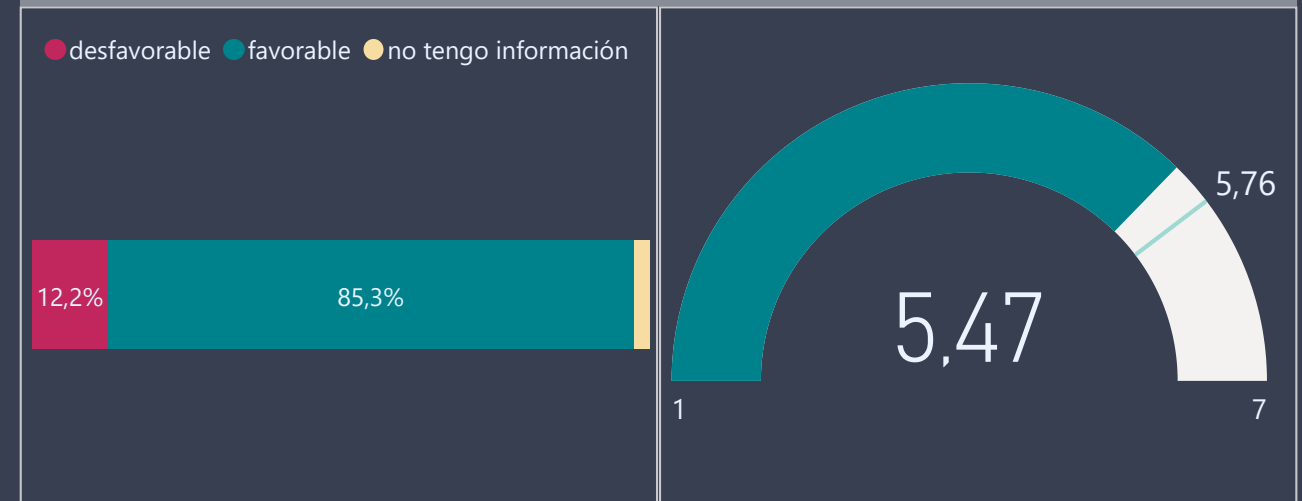 desfavorable favorable no tengo información
12,2% 85,3%
5,76
5,47
1 7